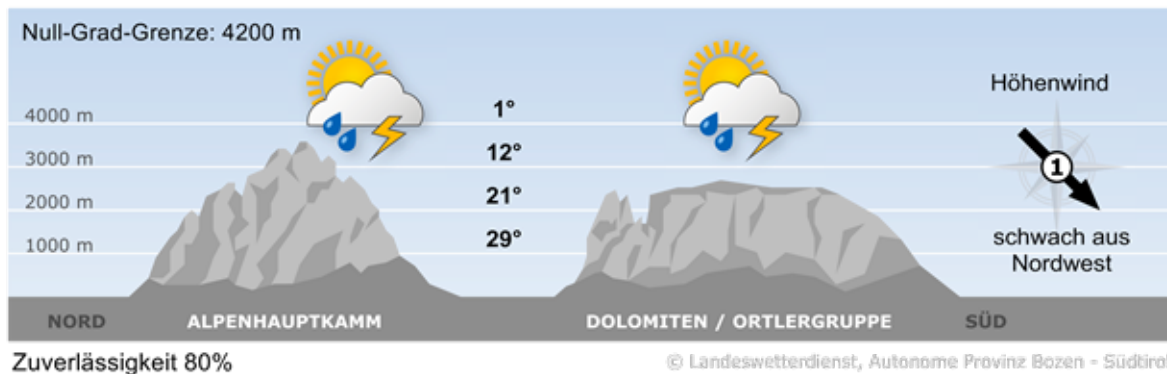 Null-Grad-Grenze: 4200 m
Höhenwind
4000 m
1°
3000 m
12°
1
2000 m
21°
1000 m
29°
schwach aus
Nordwest
NORD
ALPENHAUPTKAMM
DOLOMITEN / ORTLERGRUPPE
SÜD
Zuverlässigkeit 80%
© Landeswetterdienst, Autonome Provinz Bozen - Südtirol